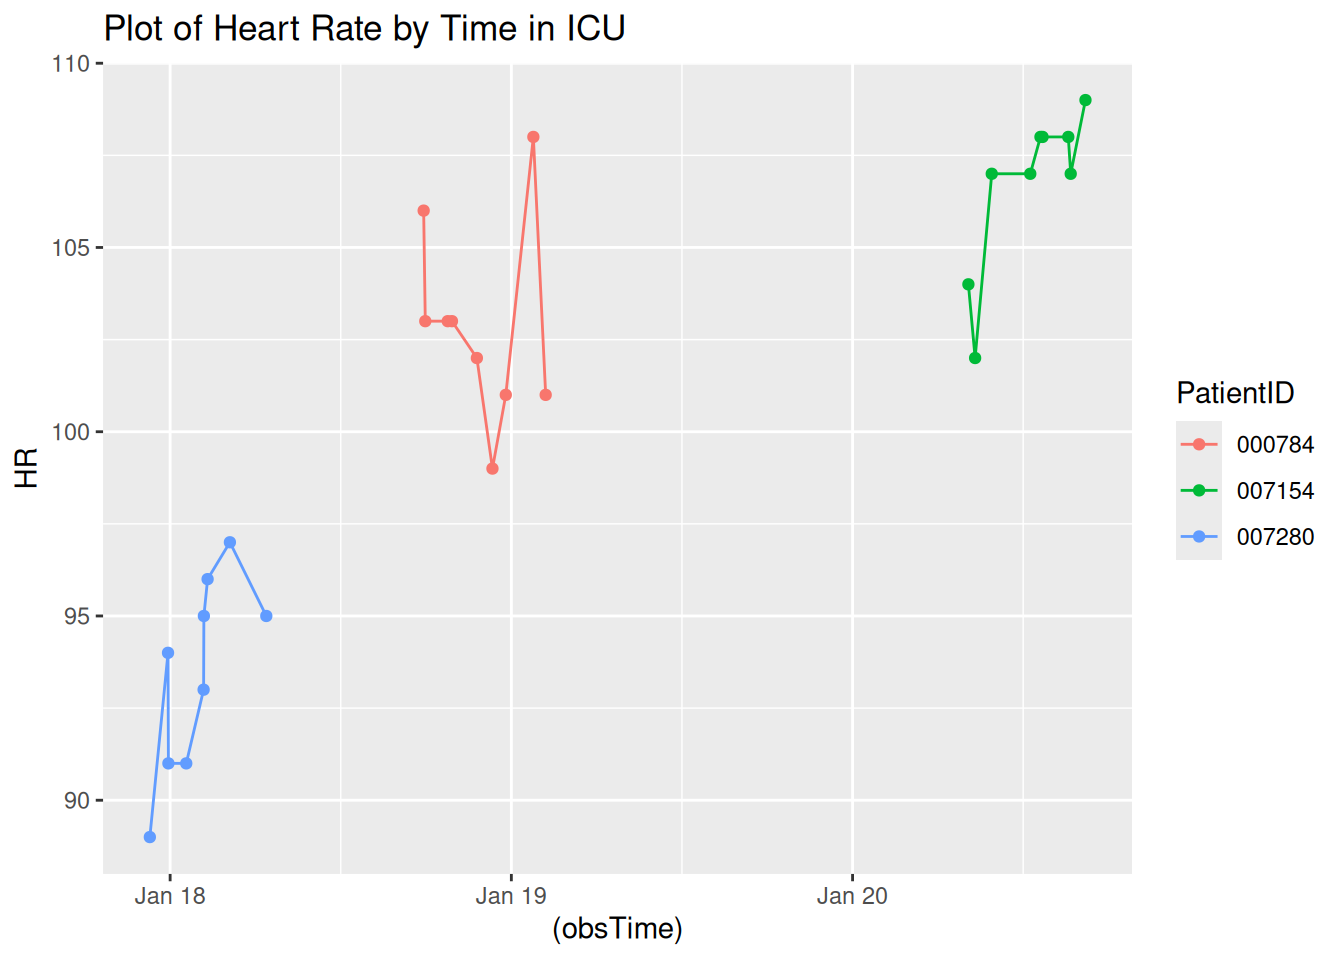 Plot of Heart Rate by Time in ICU
110
105
100
95
90
HR
Jan 18
Jan 19
Jan 20
(obsTime)
PatientID
000784
007154
007280